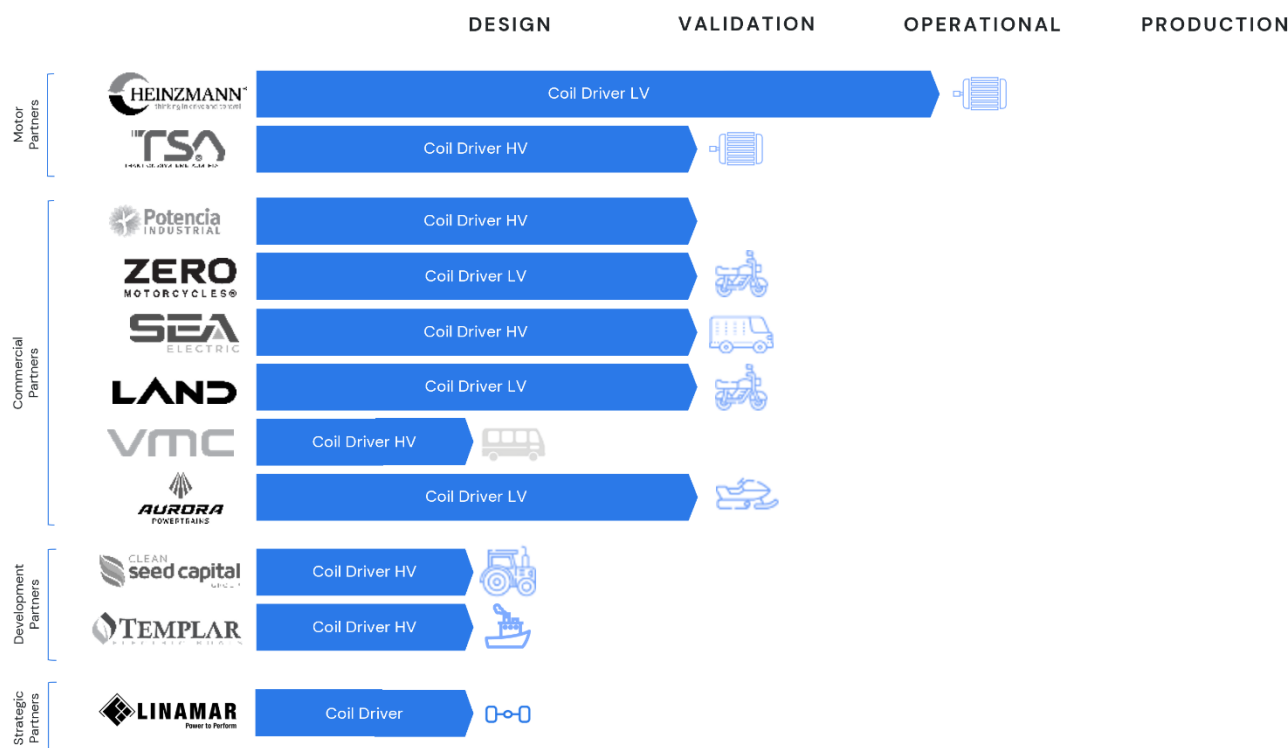 DESIGN VALIDATION OPERATIONAL PRODUCTION
Motor
Partners
HEINZMANN
Coil Driver LV
TSA
Coil Driver HV
Commercial
Partners
Potencia
INDUSTRIAL
Coil Driver HV
ZERO
MOTORCYCLES®
Coil Driver LV
SEA
ELECTRIC
Coil Driver HV
LAND
Coil Driver LV
VMC
Coil Driver HV
AURORA
POWERTRAINS
Coil Driver LV
Development
Partners
CLEAN
seed capital
GROUP
Coil Driver HV
TEMPLAR
Coil Driver HV
Strategic
Partners
LINAMAR
Power to Perform
Coil Driver